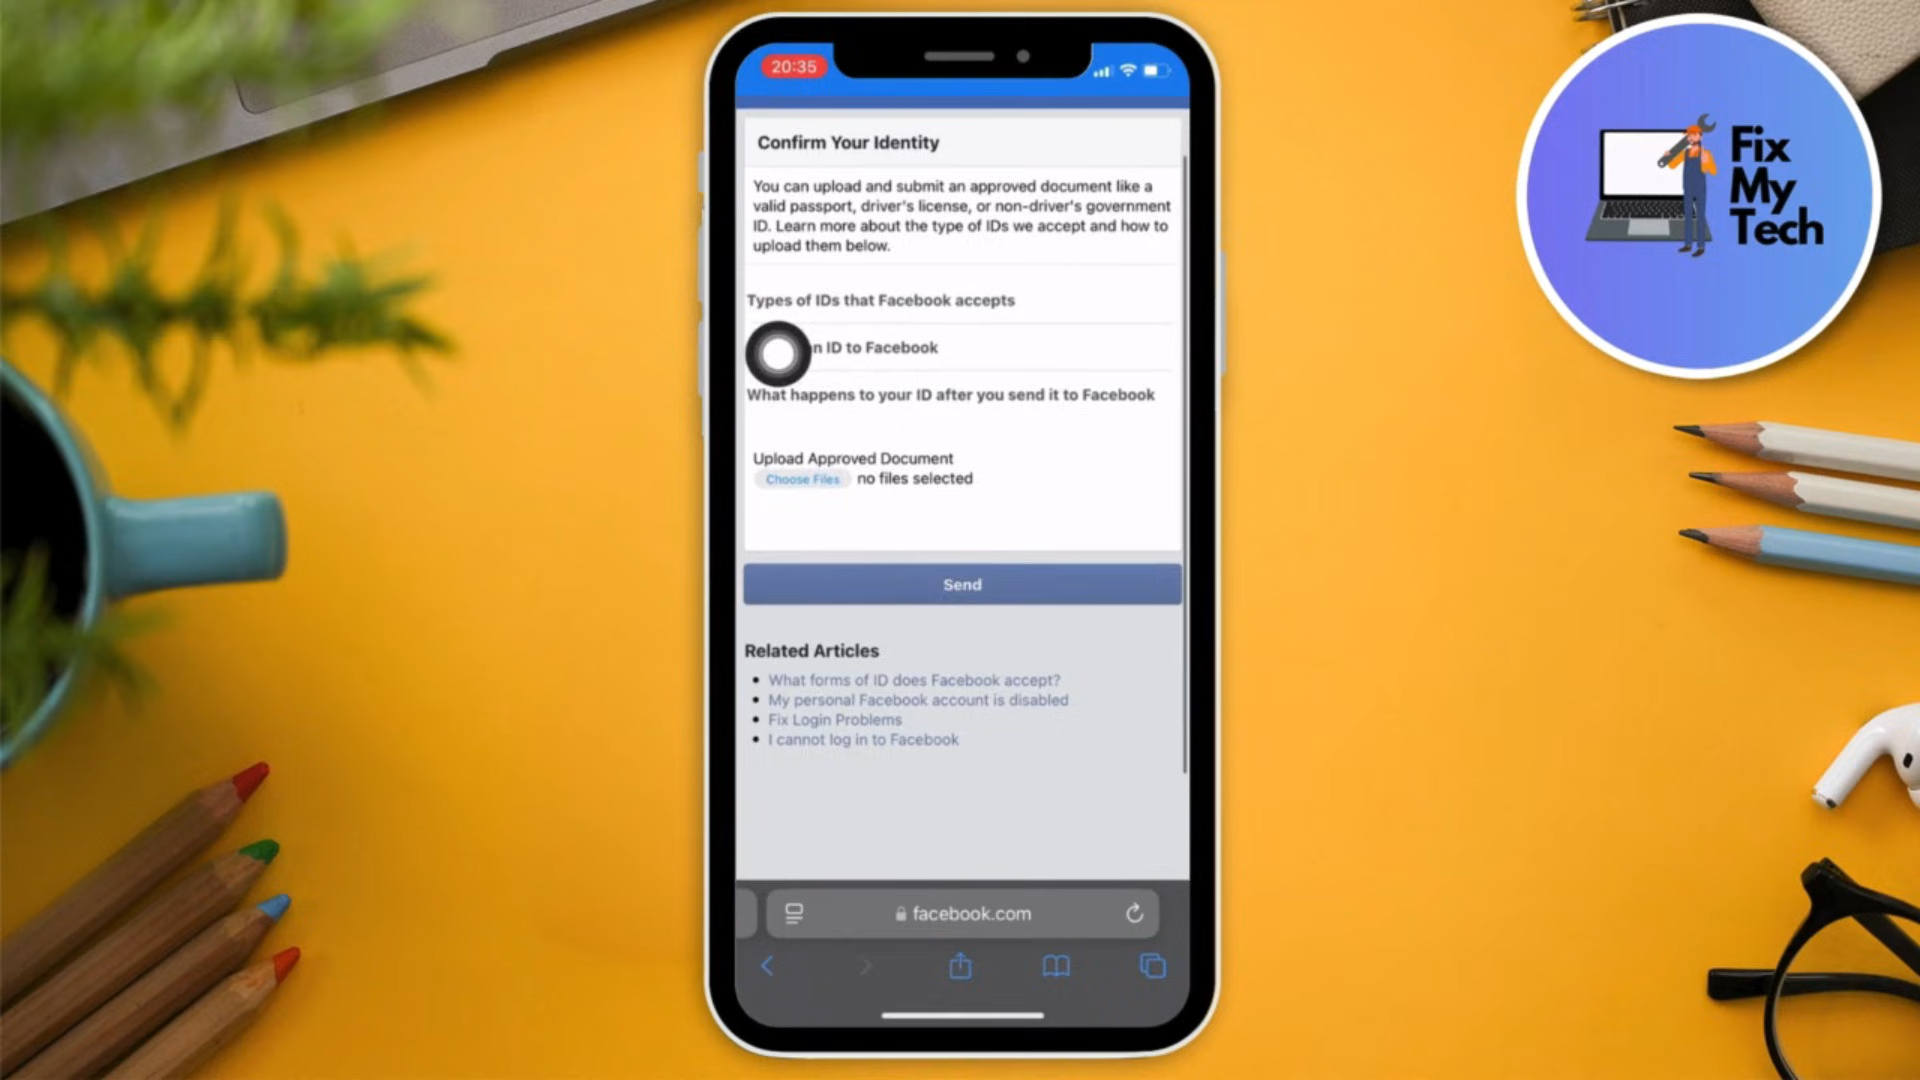 20:35
Confirm Your Identity
You can upload and submit an approved document like a
valid passport, driver's license, or non-driver's government
ID. Learn more about the type of IDs we accept and how to
upload them below.
Types of IDs that Facebook accepts
n ID to Facebook
What happens to your ID after you send it to Facebook
Upload Approved Document
Choose Files no files selected
Send
Related Articles
• What forms of ID does Facebook accept?
• My personal Facebook account is disabled
• Fix Login Problems
• I cannot log in to Facebook
facebook.com
Fix
My
Tech